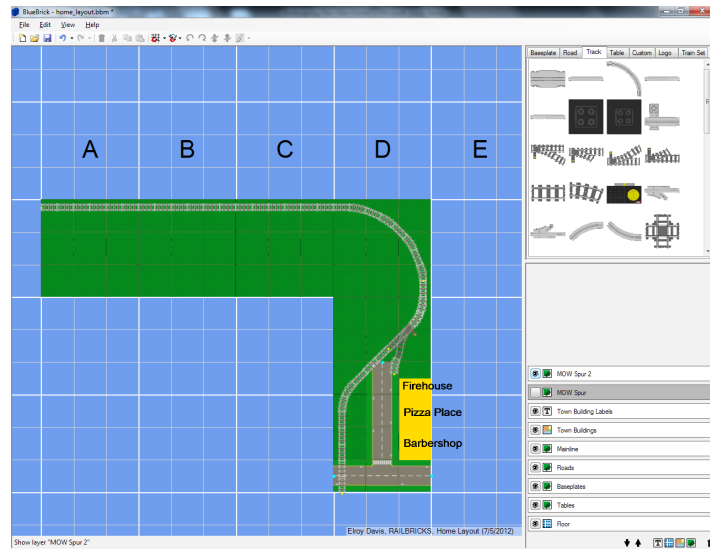 BlueBrick - home_layout.bbm *
File Edit View Help
Baseplate Road Track Table Custom Logo Train Set
A B C D E
Firehouse
Pizza Place
Barbershop
MOW Spur 2
MOW Spur
T Town Building Labels
Town Buildings
Mainline
Roads
Baseplates
Tables
Floor
Elroy Davis, RAILBRICKS, Home Layout (7/5/2012)
Show layer "MOW Spur 2"
T